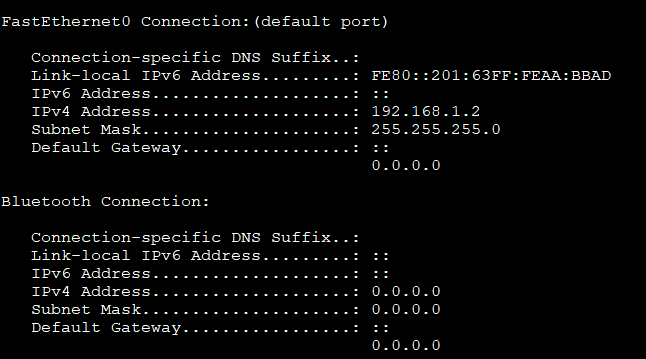 FastEthernet0 Connection:(default port)
Connection-specific DNS Suffix..:
Link-local IPv6 Address.........: FE80::201:63FF:FEAA:BBAD
IPv6 Address....................: ::
IPv4 Address....................: 192.168.1.2
Subnet Mask.....................: 255.255.255.0
Default Gateway.................: ::
0.0.0.0
Bluetooth Connection:
Connection-specific DNS Suffix..:
Link-local IPv6 Address.........: ::
IPv6 Address....................: ::
IPv4 Address....................: 0.0.0.0
Subnet Mask.....................: 0.0.0.0
Default Gateway.................: ::
0.0.0.0